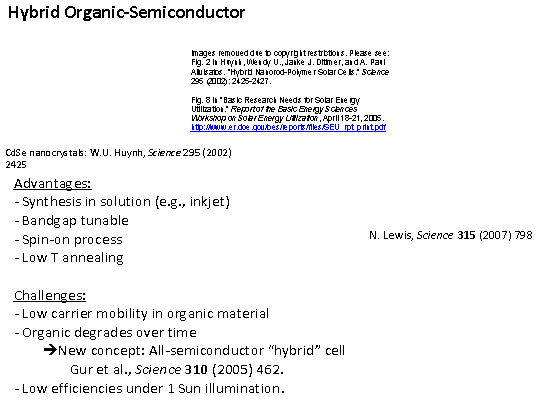 Hybrid Organic-Semiconductor
Images removed due to copyright restrictions. Please see:
Fig. 2 in Huynh, Wendy U., Janke J. Dittmer, and A. Paul
Alivisatos. "Hybrid Nanorod-Polymer Solar Cells." Science
295 (2002): 2425-2427.
Fig. 8 in "Basic Research Needs for Solar Energy
Utilization." Report of the Basic Energy Sciences
Workshop on Solar Energy Utilization, April 18-21, 2005.
http://www.er.doe.gov/bes/reports/files/SEU_rpt_print.pdf
CdSe nanocrystals: W.U. Huynh, Science 295 (2002)
2425
Advantages:
- Synthesis in solution (e.g., inkjet)
- Bandgap tunable
- Spin-on process
- Low T annealing
N. Lewis, Science 315 (2007) 798
Challenges:
- Low carrier mobility in organic material
- Organic degrades over time
➔New concept: All-semiconductor “hybrid” cell
Gur et al., Science 310 (2005) 462.
- Low efficiencies under 1 Sun illumination.